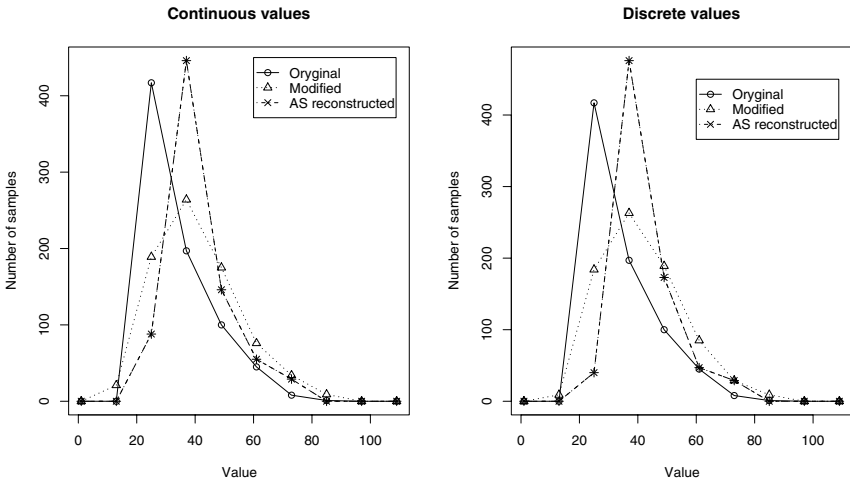 Continuous values
Number of samples
400
300
200
100
0
Oryginal
Modified
AS reconstructed
0 20 40 60 80 100
Value
Discrete values
Number of samples
400
300
200
100
0
Oryginal
Modified
AS reconstructed
0 20 40 60 80 100
Value